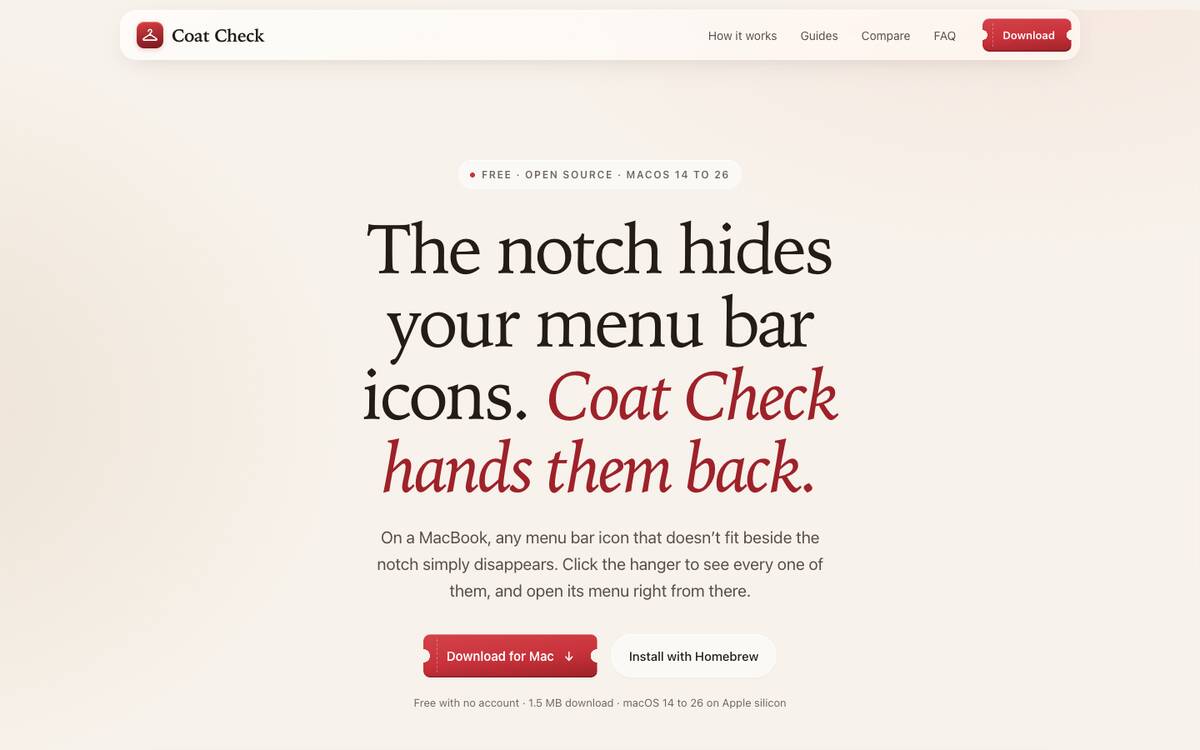 Coat Check
How it works
Guides
Compare
FAQ
Download
FREE · OPEN SOURCE · MACOS 14 TO 26
The notch hides
your menu bar
icons. Coat Check
hands them back.
On a MacBook, any menu bar icon that doesn’t fit beside the
notch simply disappears. Click the hanger to see every one of
them, and open its menu right from there.
Download for Mac ↓
Install with Homebrew
Free with no account · 1.5 MB download · macOS 14 to 26 on Apple silicon